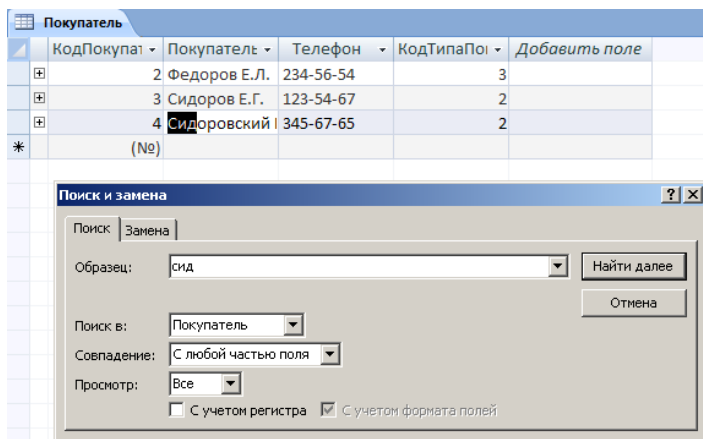 Покупатель
КодПокупат Покупатель Телефон КодТипаПо Добавить поле
2 Федоров Е.Л. 234-56-54 3
3 Сидоров Е.Г. 123-54-67 2
4 Сидоровский 345-67-65 2
(№)
Поиск и замена
Поиск Замена
Образец: сид Найти далее
Отмена
Поиск в: Покупатель
Совпадение: С любой частью поля
Просмотр: Все
С учетом регистра С учетом формата полей